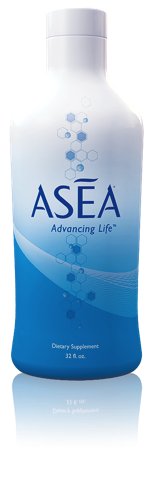 ASEA®
Advancing Life™
Dietary Supplement
32 fl. oz.